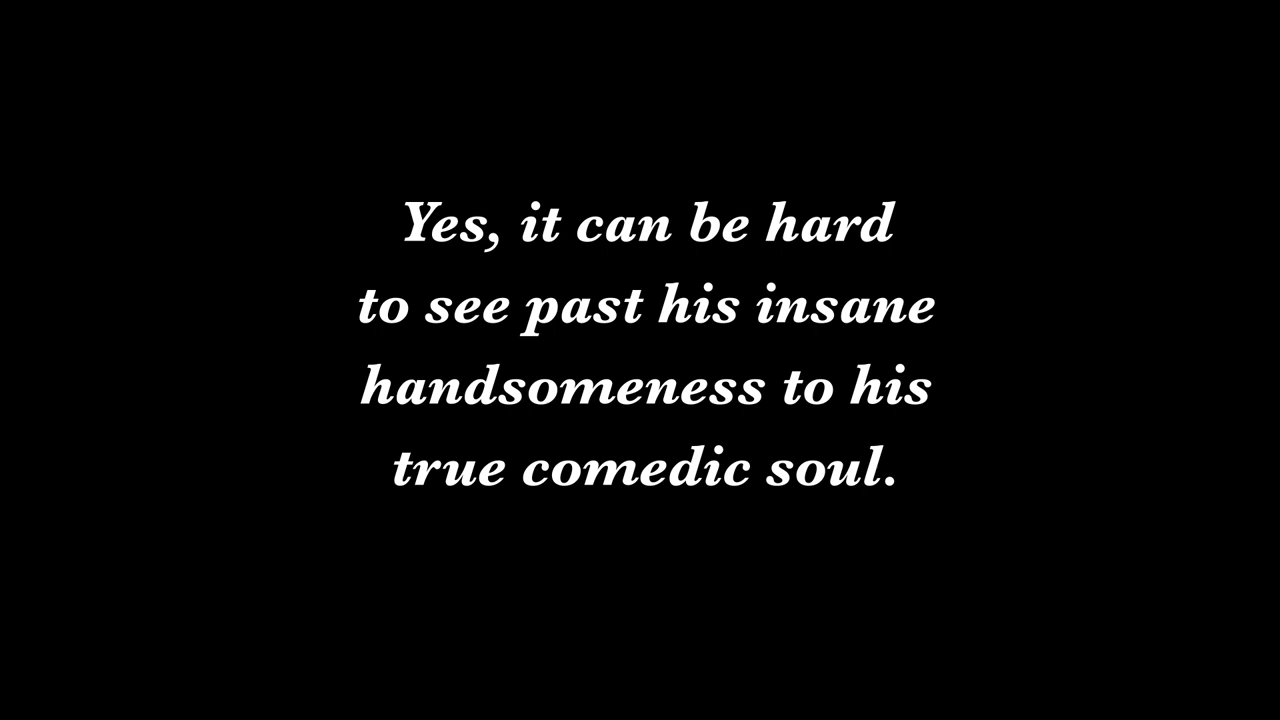 Yes, it can be hard
to see past his insane
handsomeness to his
true comedic soul.